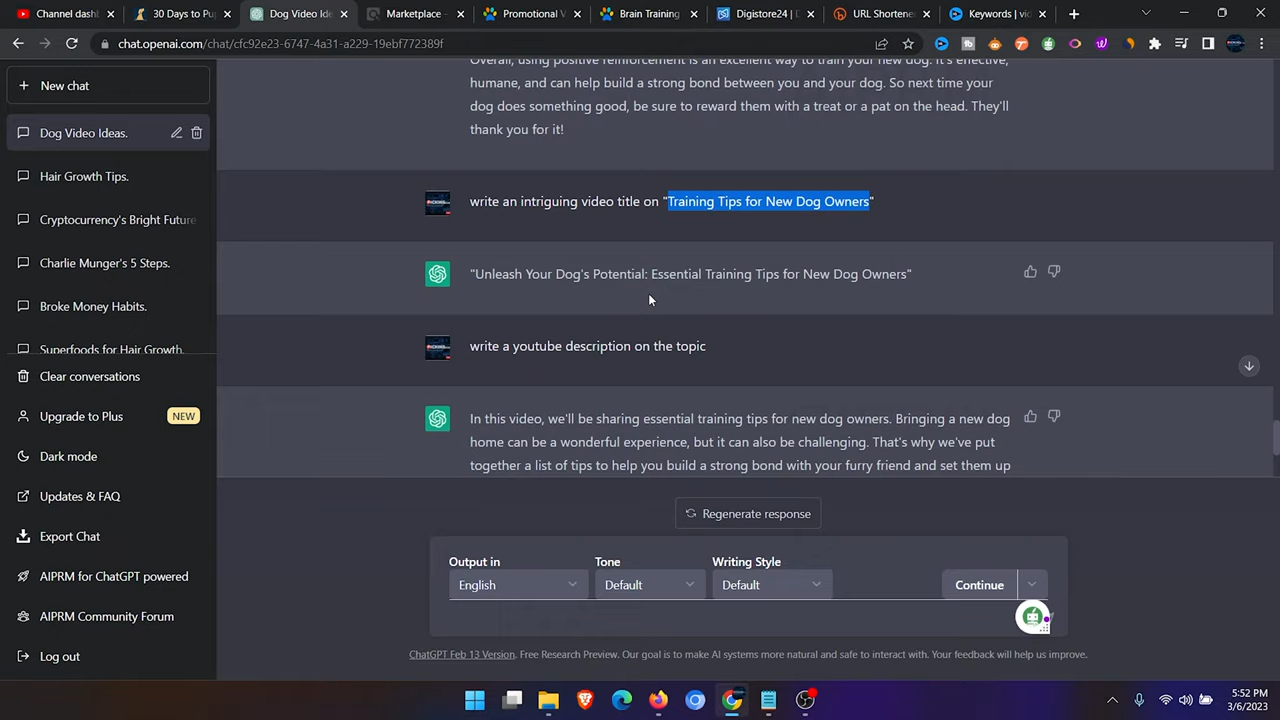 Channel dash
30 Days to Pu
Dog Video Ide
Marketplace -
Promotional V
Brain Training
Digistore24 |
URL Shortene
Keywords | vi
chat.openai.com/chat/cfc92e23-6747-4a31-a229-19ebf772389f
New chat
Dog Video Ideas.
Hair Growth Tips.
Cryptocurrency's Bright Future
Charlie Munger's 5 Steps.
Broke Money Habits.
Superfoods for Hair Growth.
Clear conversations
Upgrade to Plus
NEW
Dark mode
Updates & FAQ
Export Chat
AIPRM for ChatGPT powered
AIPRM Community Forum
Log out
Overall, using positive reinforcement is an excellent way to train your new dog. It's effective,
humane, and can help build a strong bond between you and your dog. So next time your
dog does something good, be sure to reward them with a treat or a pat on the head. They'll
thank you for it!
write an intriguing video title on "Training Tips for New Dog Owners"
"Unleash Your Dog's Potential: Essential Training Tips for New Dog Owners"
write a youtube description on the topic
In this video, we'll be sharing essential training tips for new dog owners. Bringing a new dog
home can be a wonderful experience, but it can also be challenging. That's why we've put
together a list of tips to help you build a strong bond with your furry friend and set them up
Regenerate response
Output in
Tone
Writing Style
English
Default
Default
Continue
ChatGPT Feb 13 Version. Free Research Preview. Our goal is to make AI systems more natural and safe to interact with. Your feedback will help us improve.
5:52 PM
3/6/2023